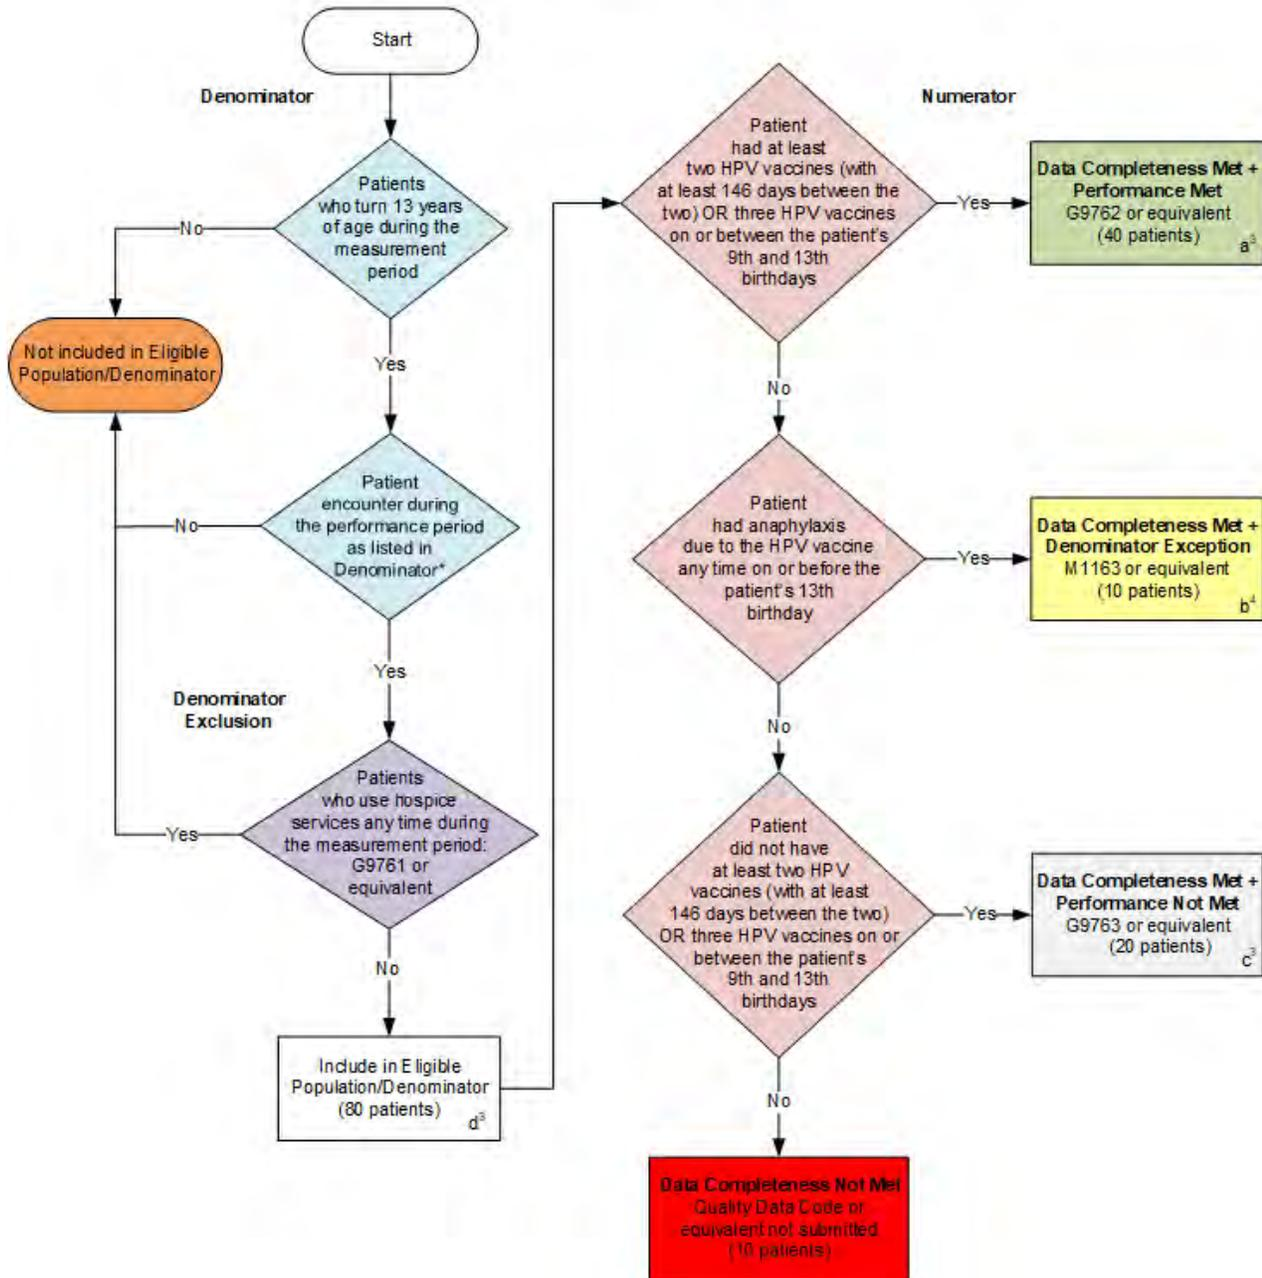 Start
Denominator
Patients
who turn 13 years
of age during the
measurement
period
No
Not included in Eligible
Population/Denominator
Yes
Patient
encounter during
the performance period
as listed in
Denominator*
No
Yes
Denominator
Exclusion
Patients
who use hospice
services any time during
the measurement period:
G9761 or
equivalent
Yes
No
Include in Eligible
Population/Denominator
(80 patients)
d³
Numerator
Patient
had at least
two HPV vaccines (with
at least 146 days between the
two) OR three HPV vaccines
on or between the patient's
9th and 13th
birthdays
Yes
Data Completeness Met +
Performance Met
G9762 or equivalent
(40 patients)
a³
No
Patient
had anaphylaxis
due to the HPV vaccine
any time on or before the
patient's 13th
birthday
Yes
Data Completeness Met +
Denominator Exception
M1163 or equivalent
(10 patients)
b⁴
No
Patient
did not have
at least two HPV
vaccines (with at least
146 days between the two)
OR three HPV vaccines on or
between the patient's
9th and 13th
birthdays
Yes
Data Completeness Met +
Performance Not Met
G9763 or equivalent
(20 patients)
c³
No
Data Completeness Not Met
Quality Data Code or
equivalent not submitted
(10 patients)